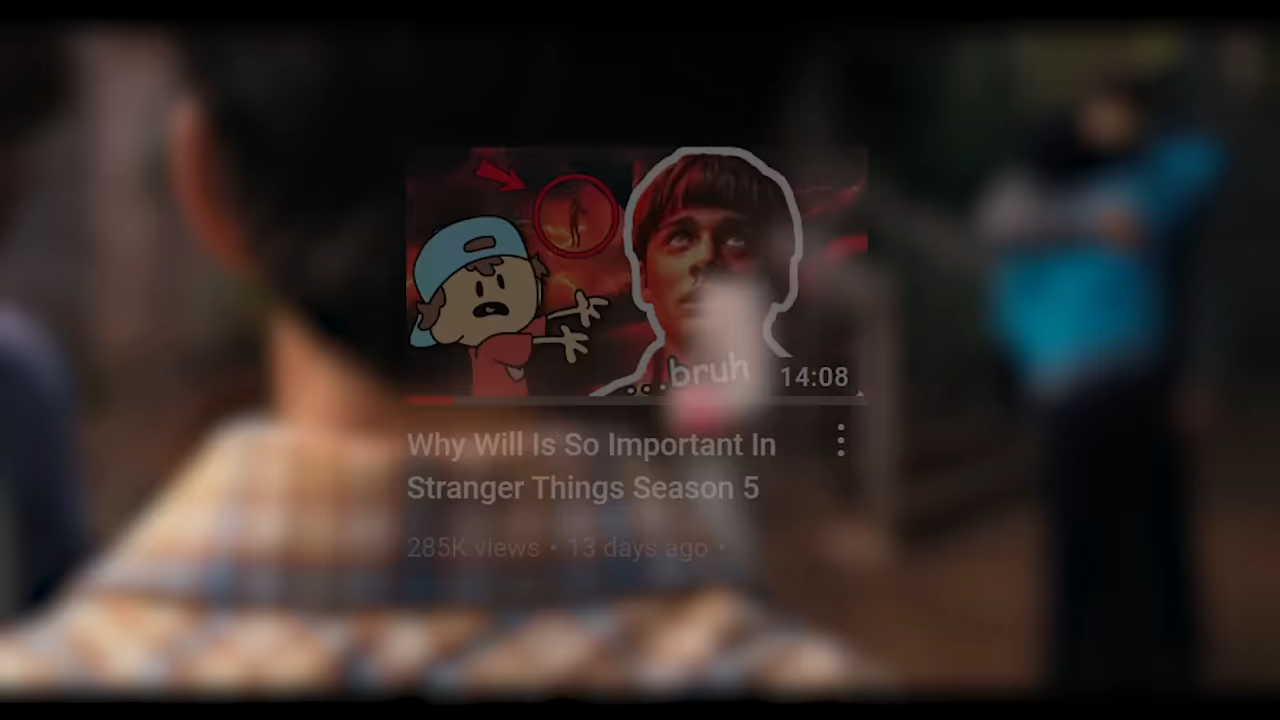 ...bruh
14:08
Why Will Is So Important In
Stranger Things Season 5
285K views • 13 days ago •